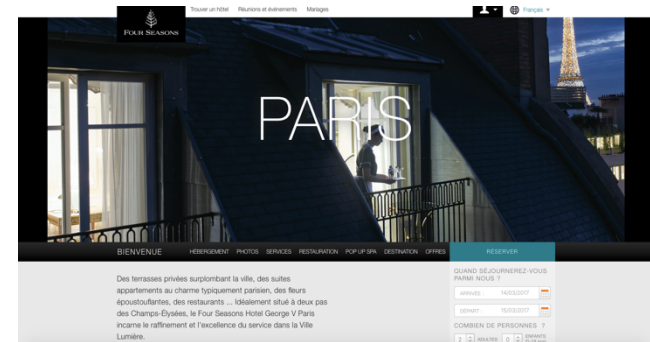 Trouver un hôtel Réunions et événements Mariages
Français
FOUR SEASONS
PARIS
BIENVENUE HÉBERGEMENT PHOTOS SERVICES RESTAURATION POP UP SPA DESTINATION OFFRES RÉSERVER
Des terrasses privées surplombant la ville, des suites
appartements au charme typiquement parisien, des fleurs
époustouflantes, des restaurants ... Idéalement situé à deux pas
des Champs-Élysées, le Four Seasons Hotel George V Paris
incarne le raffinement et l'excellence du service dans la Ville
Lumière.
QUAND SÉJOURNEREZ-VOUS
PARMI NOUS ?
ARRIVÉE : 14/03/2017
DÉPART : 15/03/2017
COMBIEN DE PERSONNES ?
2 ADULTES 0 ENFANTS